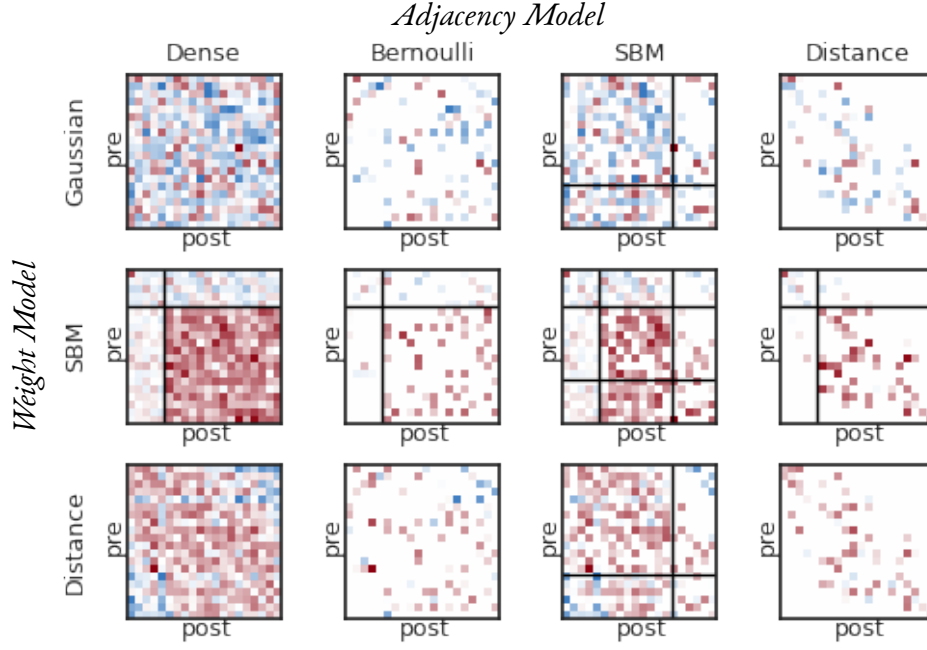 Adjacency Model
Dense Bernoulli SBM Distance
Weight Model
Gaussian
pre pre pre pre
post post post post
SBM
pre pre pre pre
post post post post
Distance
pre pre pre pre
post post post post